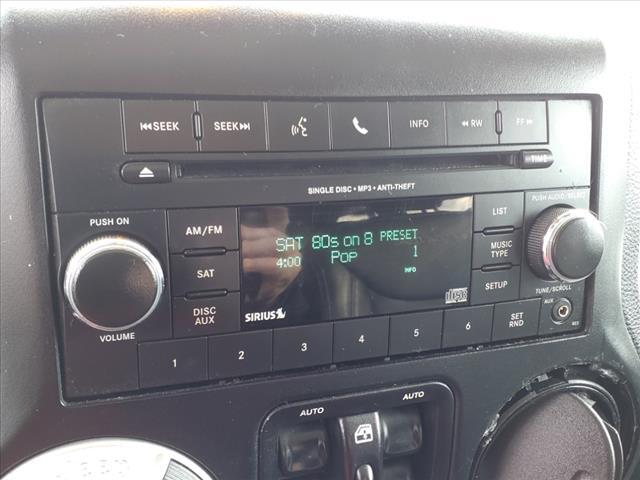 SEEK
SEEK
INFO
RW
FF
TIME
SINGLE DISC • MP3 • ANTI-THEFT
PUSH ON
VOLUME
AM/FM
SAT
DISC
AUX
SAT 80s on 8 PRESET
4:00 Pop 1
INFO
SIRIUS
LIST
MUSIC
TYPE
SETUP
PUSH AUDIO/SELECT
TUNE/SCROLL
AUX
1
2
3
4
5
6
SET
RND
AUTO
AUTO